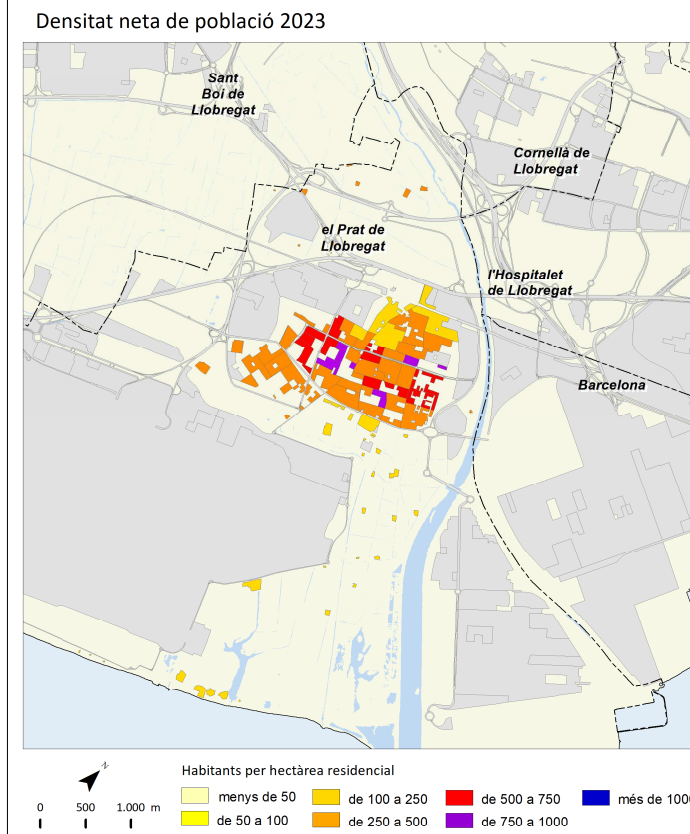 Densitat neta de població 2023
Sant
Boi de
Llobregat
Cornellà de
Llobregat
el Prat de
Llobregat
l'Hospitalet
de Llobregat
Barcelona
N
Habitants per hectàrea residencial
menys de 50
de 100 a 250
de 500 a 750
més de 1000
de 50 a 100
de 250 a 500
de 750 a 1000
0 500 1.000 m